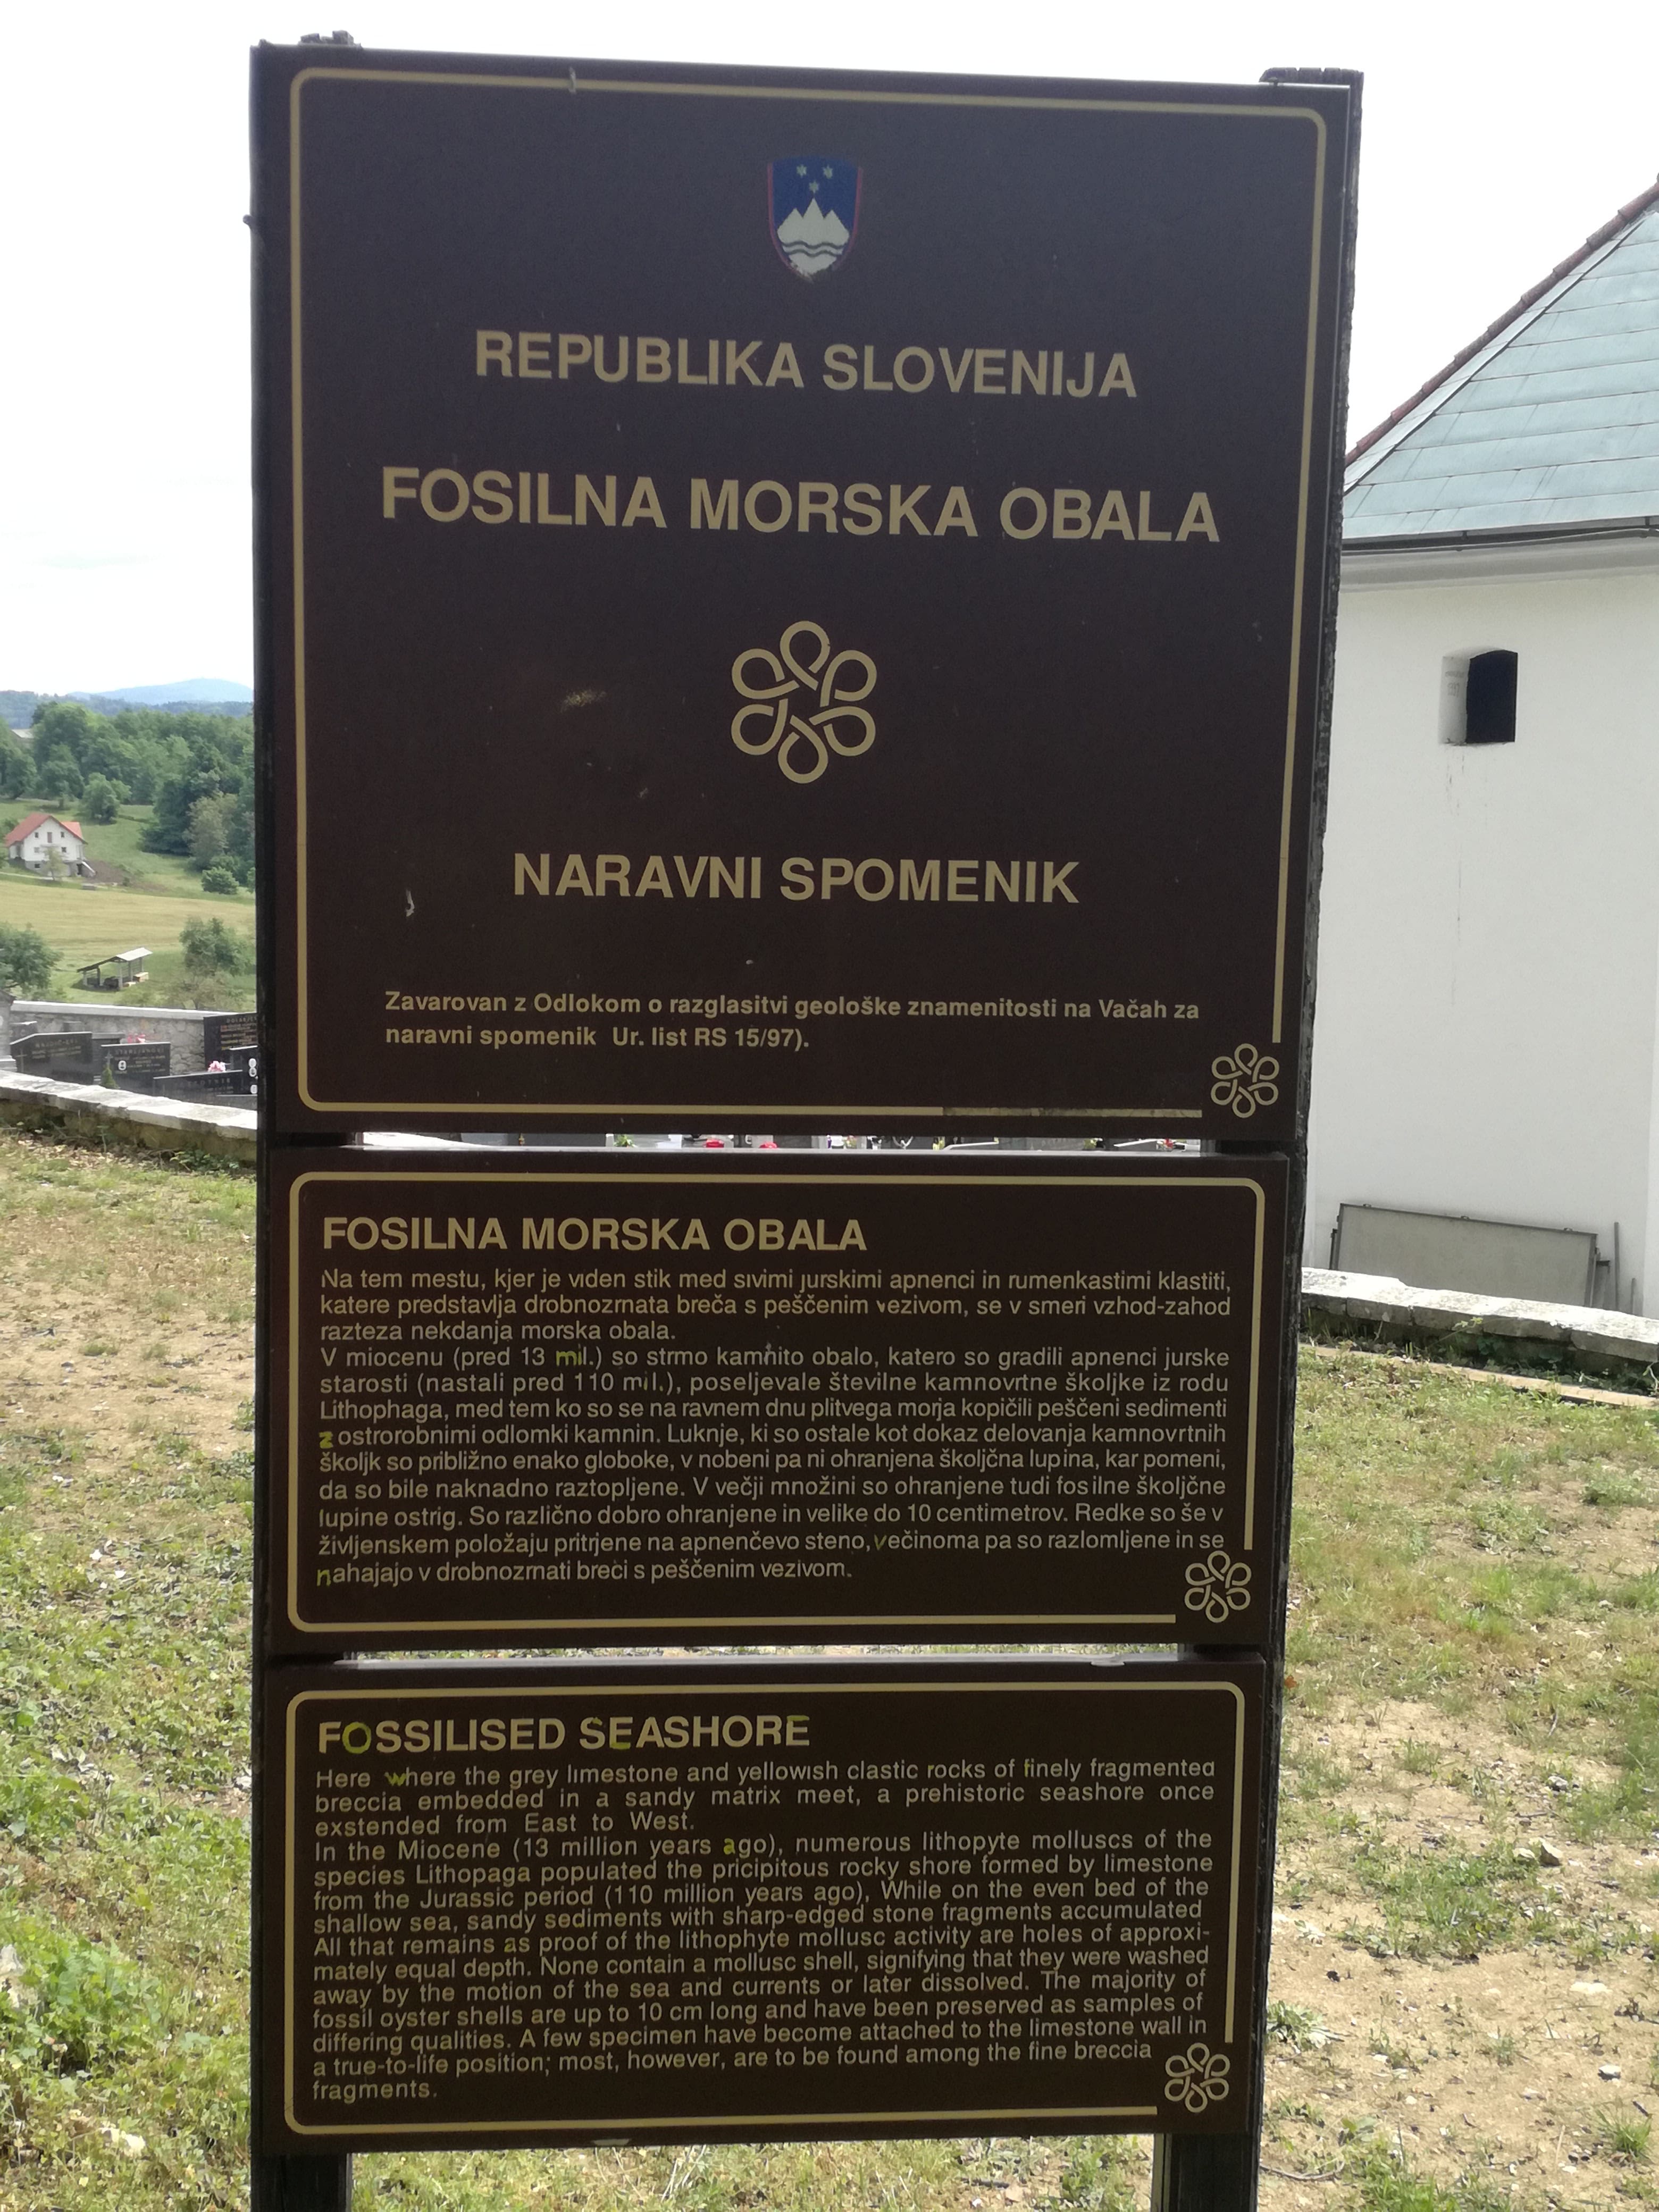 REPUBLIKA SLOVENIJA
FOSILNA MORSKA OBALA
NARAVNI SPOMENIK
Zavarovan z Odlokom o razglasitvi geološke znamenitosti na Vačah za
naravni spomenik Ur. list RS 15/97).
FOSILNA MORSKA OBALA
Na tem mestu, kjer je viden stik med sivimi jurskimi apnenci in rumenkastimi klastiti,
katere predstavlja drobnozrnata breča s peščenim vezivom, se v smeri vzhod-zahod
razteza nekdanja morska obala.
V miocenu (pred 13 mil.) so strmo kamnito obalo, katero so gradili apnenci jurske
starosti (nastali pred 110 mil.), poseljevale številne kamnovrtne školjke iz rodu
Lithophaga, med tem ko so se na ravnem dnu plitvega morja kopičili peščeni sedimenti
z ostrorobnimi odlomki kamnin. Luknje, ki so ostale kot dokaz delovanja kamnovrtnih
školjk so približno enako globoke, v nobeni pa ni ohranjena školjčna lupina, kar pomeni,
da so bile naknadno raztopljene. V večji množini so ohranjene tudi fosilne školjčne
lupine ostrig. So različno dobro ohranjene in velike do 10 centimetrov. Redke so še v
življenskem položaju pritrjene na apnenčevo steno, večinoma pa so razlomljene in se
nahajajo v drobnozrnati breči s peščenim vezivom.
FOSSILISED SEASHORE
Here where the grey limestone and yellowish clastic rocks of finely fragmented
breccia embedded in a sandy matrix meet, a prehistoric seashore once
exstended from East to West.
In the Miocene (13 million years ago), numerous lithopyte molluscs of the
species Lithopaga populated the pricipitous rocky shore formed by limestone
from the Jurassic period (110 million years ago), While on the even bed of the
shallow sea, sandy sediments with sharp-edged stone fragments accumulated
All that remains as proof of the lithophyte mollusc activity are holes of approxi-
mately equal depth. None contain a mollusc shell, signifying that they were washed
away by the motion of the sea and currents or later dissolved. The majority of
fossil oyster shells are up to 10 cm long and have been preserved as samples of
differing qualities. A few specimen have become attached to the limestone wall in
a true-to-life position; most, however, are to be found among the fine breccia
fragments.